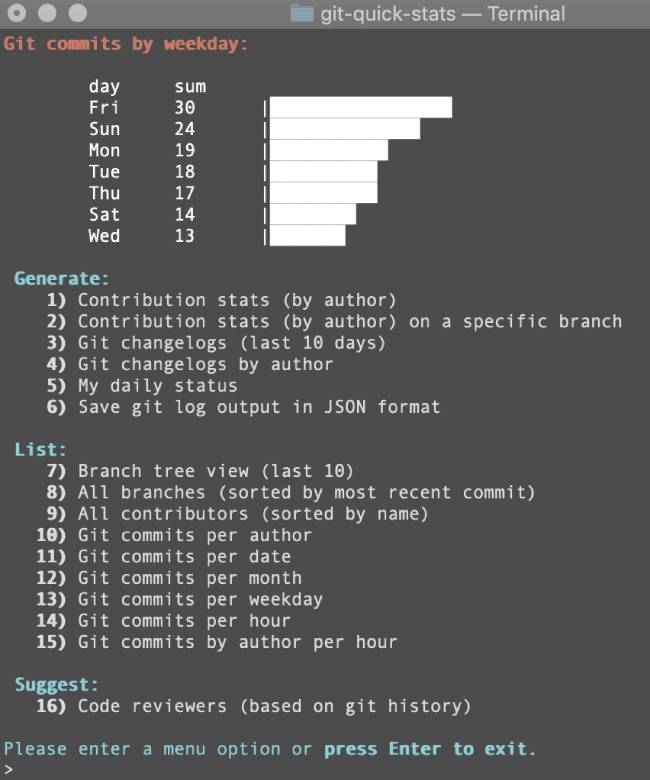 git-quick-stats — Terminal
Git commits by weekday:
day sum
Fri 30
Sun 24
Mon 19
Tue 18
Thu 17
Sat 14
Wed 13
Generate:
1) Contribution stats (by author)
2) Contribution stats (by author) on a specific branch
3) Git changelogs (last 10 days)
4) Git changelogs by author
5) My daily status
6) Save git log output in JSON format
List:
7) Branch tree view (last 10)
8) All branches (sorted by most recent commit)
9) All contributors (sorted by name)
10) Git commits per author
11) Git commits per date
12) Git commits per month
13) Git commits per weekday
14) Git commits per hour
15) Git commits by author per hour
Suggest:
16) Code reviewers (based on git history)
Please enter a menu option or press Enter to exit.
>